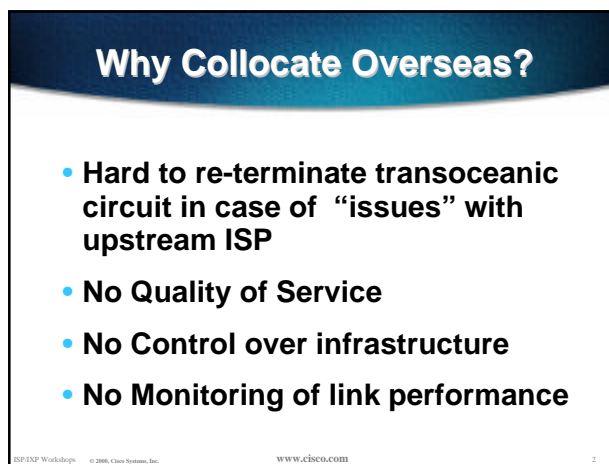 Why Collocate Overseas?
• Hard to re-terminate transoceanic
circuit in case of “issues” with
upstream ISP
• No Quality of Service
• No Control over infrastructure
• No Monitoring of link performance
ISP/IXP Workshops © 2000, Cisco Systems, Inc. www.cisco.com 2